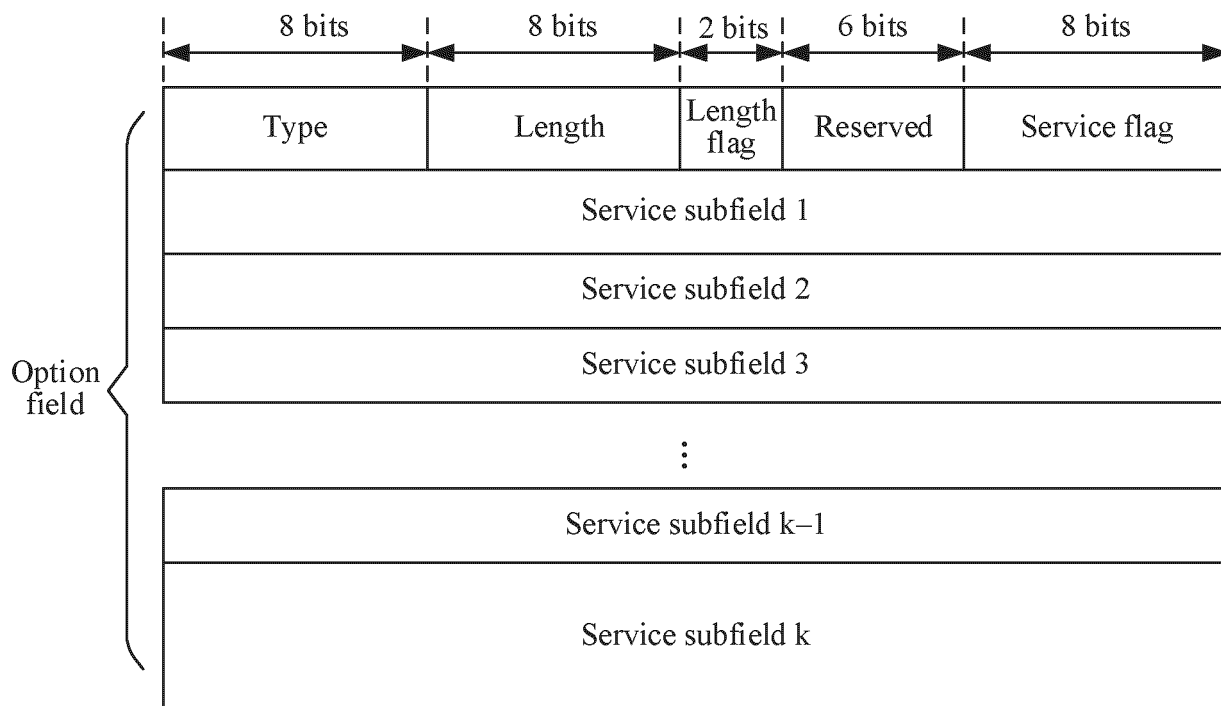 8 bits 8 bits 2 bits 6 bits 8 bits
Type Length Length flag Reserved Service flag
Service subfield 1
Service subfield 2
Service subfield 3
Option
field
⋮
Service subfield k–1
Service subfield k